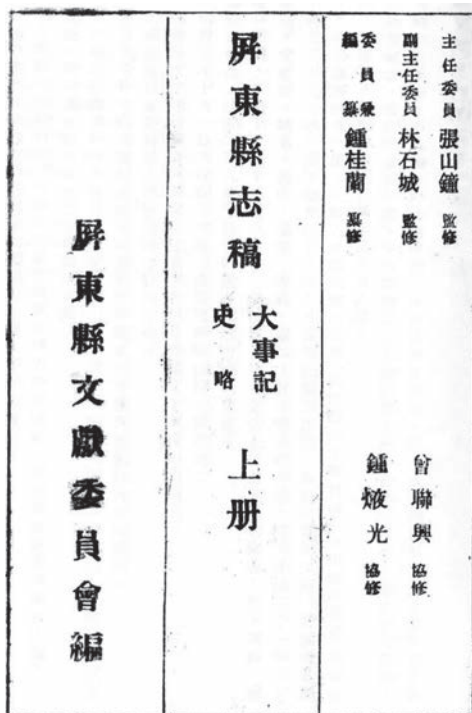 主任委員 張山鐘 監修
副主任委員 林石城 監修
委員兼編纂 鍾桂蘭 纂修
曾聯興 協修
鍾煥光 協修
屏東縣志稿
大事記
史略
上册
屏東縣文獻委員會編